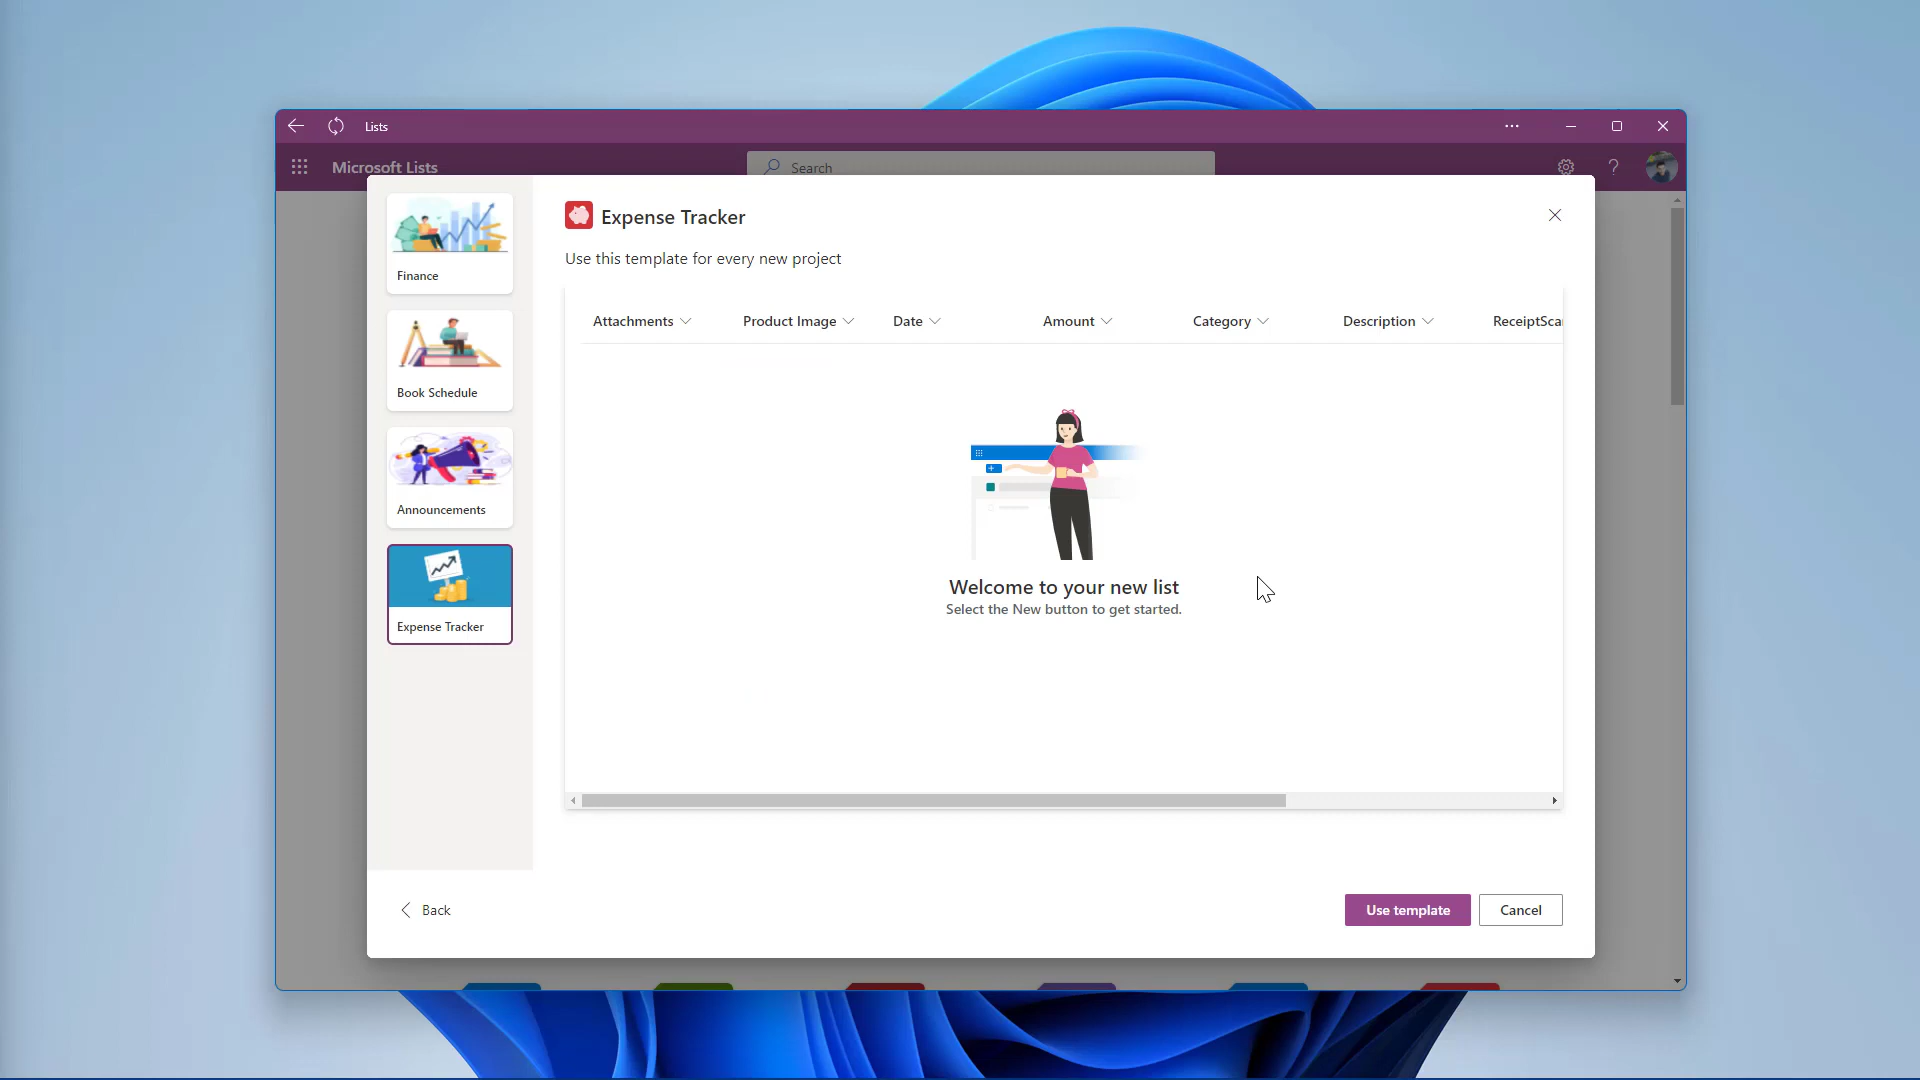 Lists
Microsoft Lists
Search
Expense Tracker
Use this template for every new project
Finance
Book Schedule
Announcements
Expense Tracker
Attachments Product Image Date Amount Category Description ReceiptScan
Welcome to your new list
Select the New button to get started.
Back
Use template
Cancel